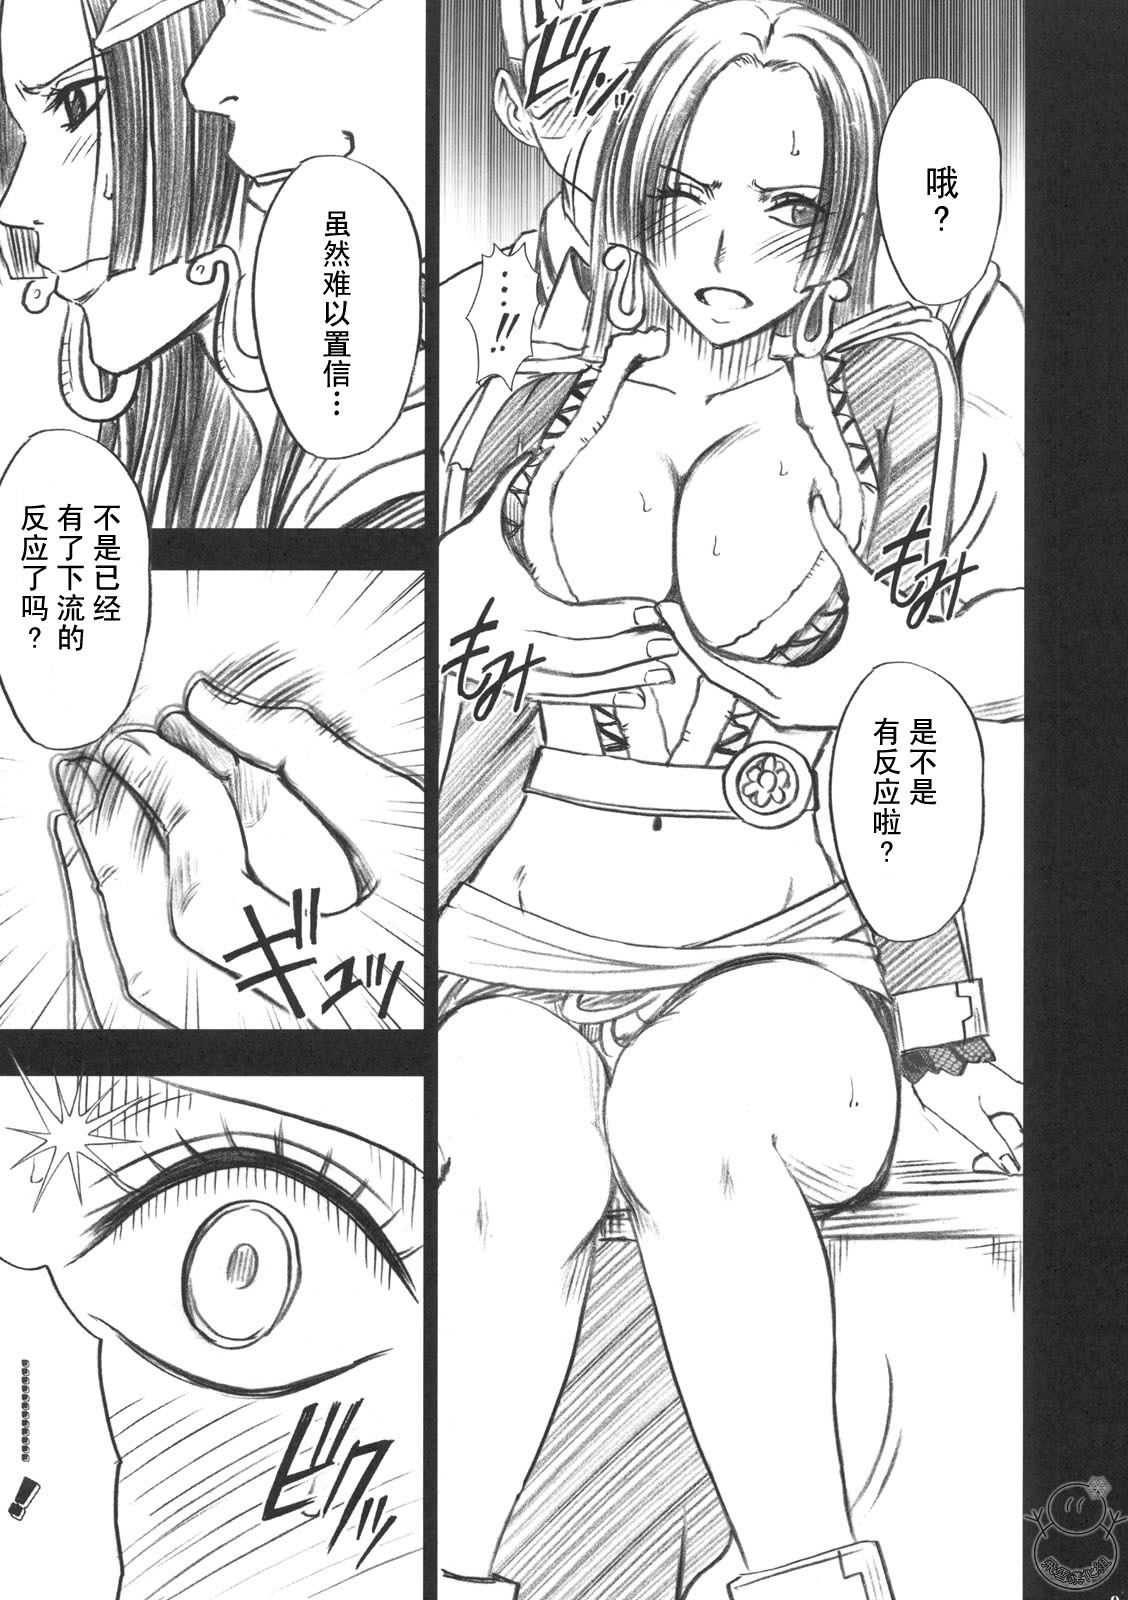 哦？
ビクンッ
…‥!!
もみ
もみ
是不是
有反应啦？
虽然难以置信…
不是已经
有了下流的
反应了吗？
ギュッ
ビクッ